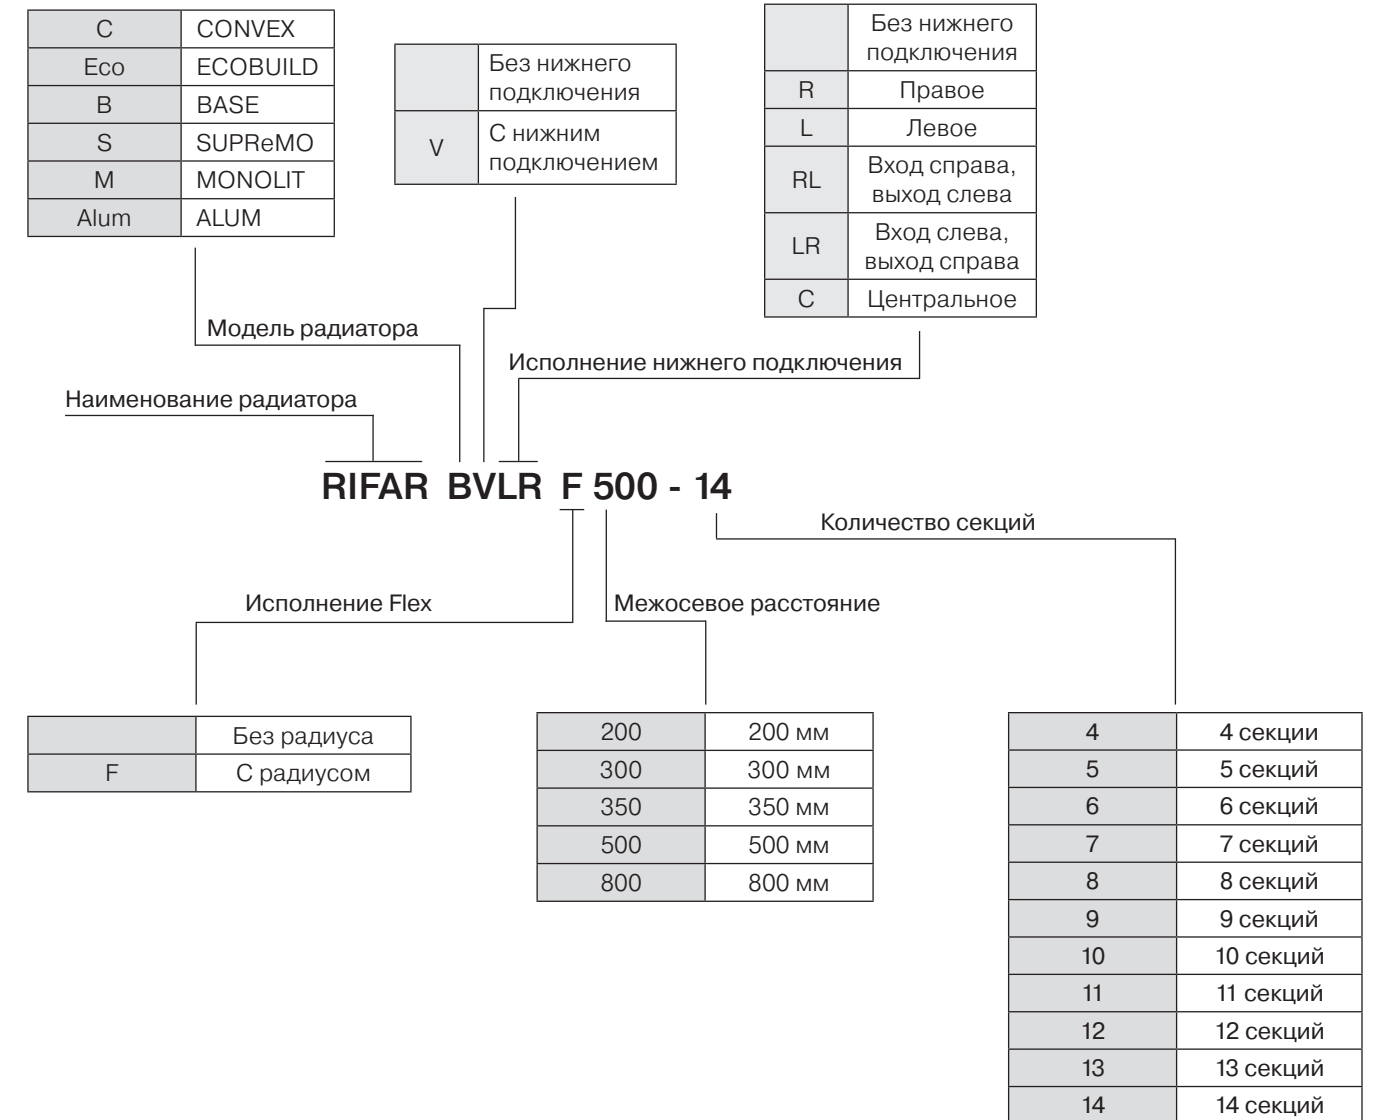 C CONVEX
Eco ECOBUILD
B BASE
S SUPReMO
M MONOLIT
Alum ALUM
Без нижнего
подключения
V С нижним
подключением
Без нижнего
подключения
R Правое
L Левое
RL Вход справа,
выход слева
LR Вход слева,
выход справа
C Центральное
Модель радиатора
Исполнение нижнего подключения
Наименование радиатора
RIFAR BVLR F 500 - 14
Количество секций
Исполнение Flex
Межосевое расстояние
Без радиуса
F С радиусом
200 200 мм
300 300 мм
350 350 мм
500 500 мм
800 800 мм
4 4 секции
5 5 секций
6 6 секций
7 7 секций
8 8 секций
9 9 секций
10 10 секций
11 11 секций
12 12 секций
13 13 секций
14 14 секций